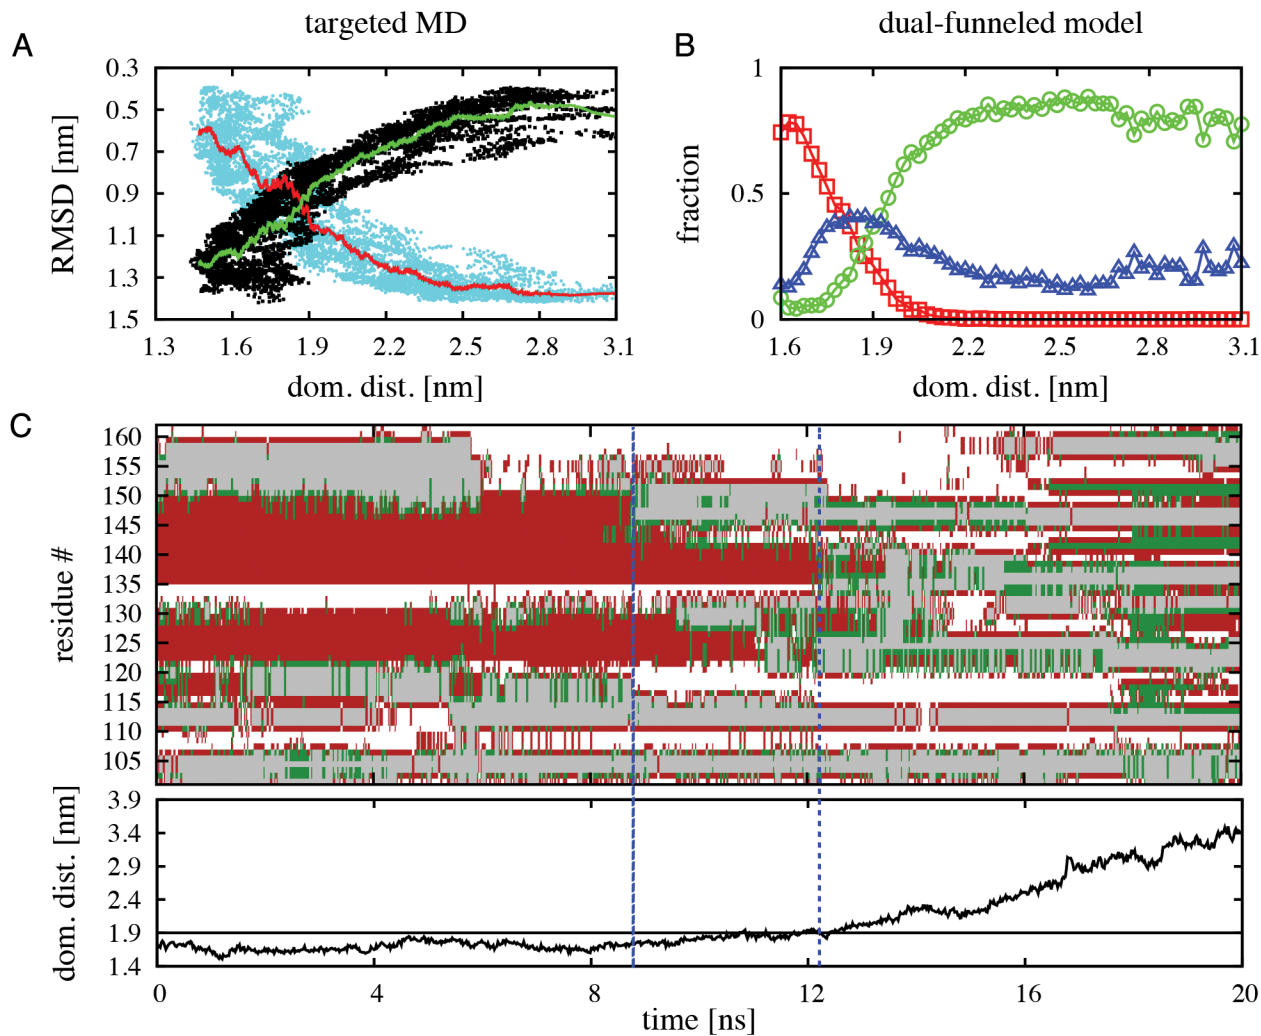 targeted MD
dual-funneled model
A
B
0.3
0.5
0.7
0.9
1.1
1.3
1.5
RMSD [nm]
1.3 1.6 1.9 2.2 2.5 2.8 3.1
dom. dist. [nm]
1
0.5
0
fraction
1.6 1.9 2.2 2.5 2.8 3.1
dom. dist. [nm]
C
160
155
150
145
140
135
130
125
120
115
110
105
residue #
3.9
3.4
2.9
2.4
1.9
1.4
dom. dist. [nm]
0 4 8 12 16 20
time [ns]